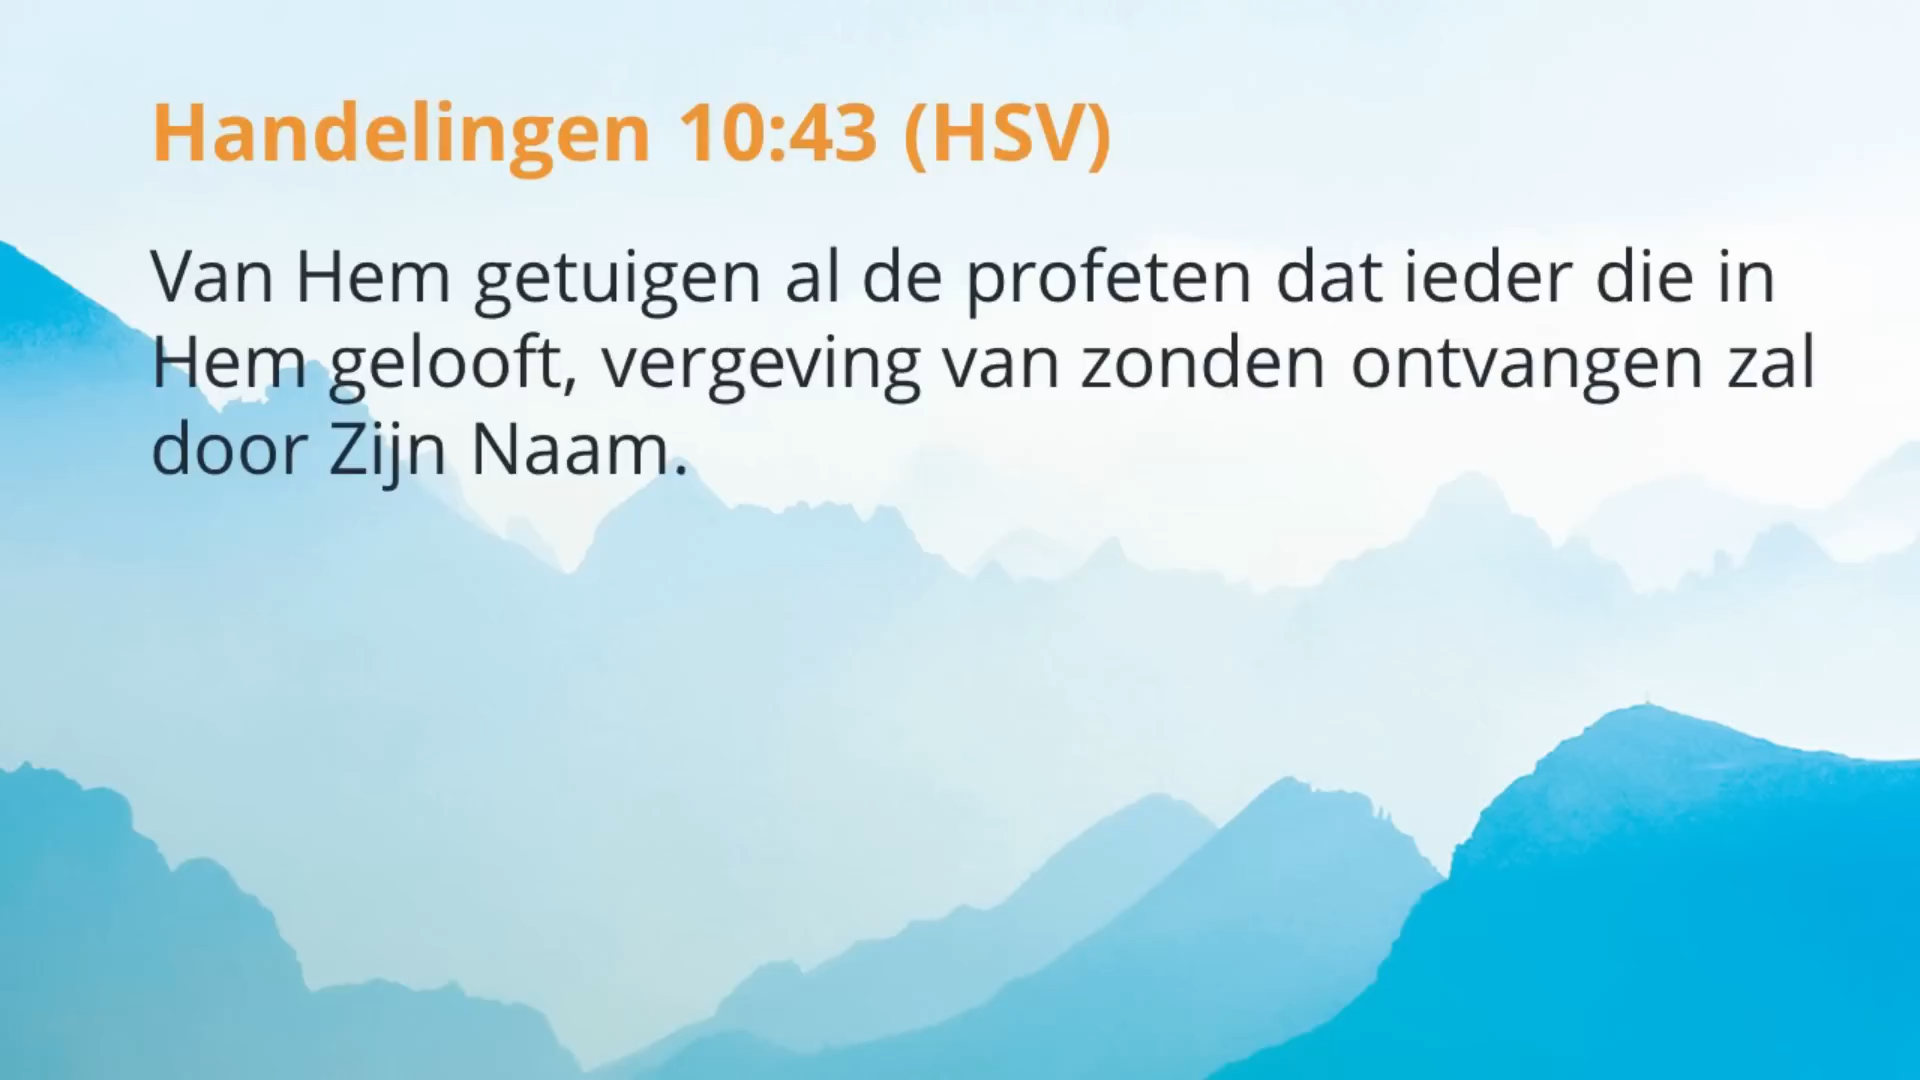 Handelingen 10:43 (HSV)
Van Hem getuigen al de profeten dat ieder die in
Hem gelooft, vergeving van zonden ontvangen zal
door Zijn Naam.